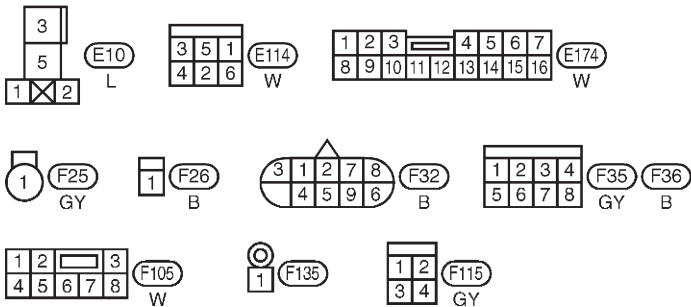 3
5
1 2
E10
L
3 5 1
4 2 6
E114
W
1 2 3 4 5 6 7
8 9 10 11 12 13 14 15 16
E174
W
1
F25
GY
1
F26
B
3 1 2 7 8
4 5 9 6
F32
B
1 2 3 4
5 6 7 8
F35
GY
F36
B
1 2 3
4 5 6 7 8
F105
W
1
F135
1 2
3 4
F115
GY